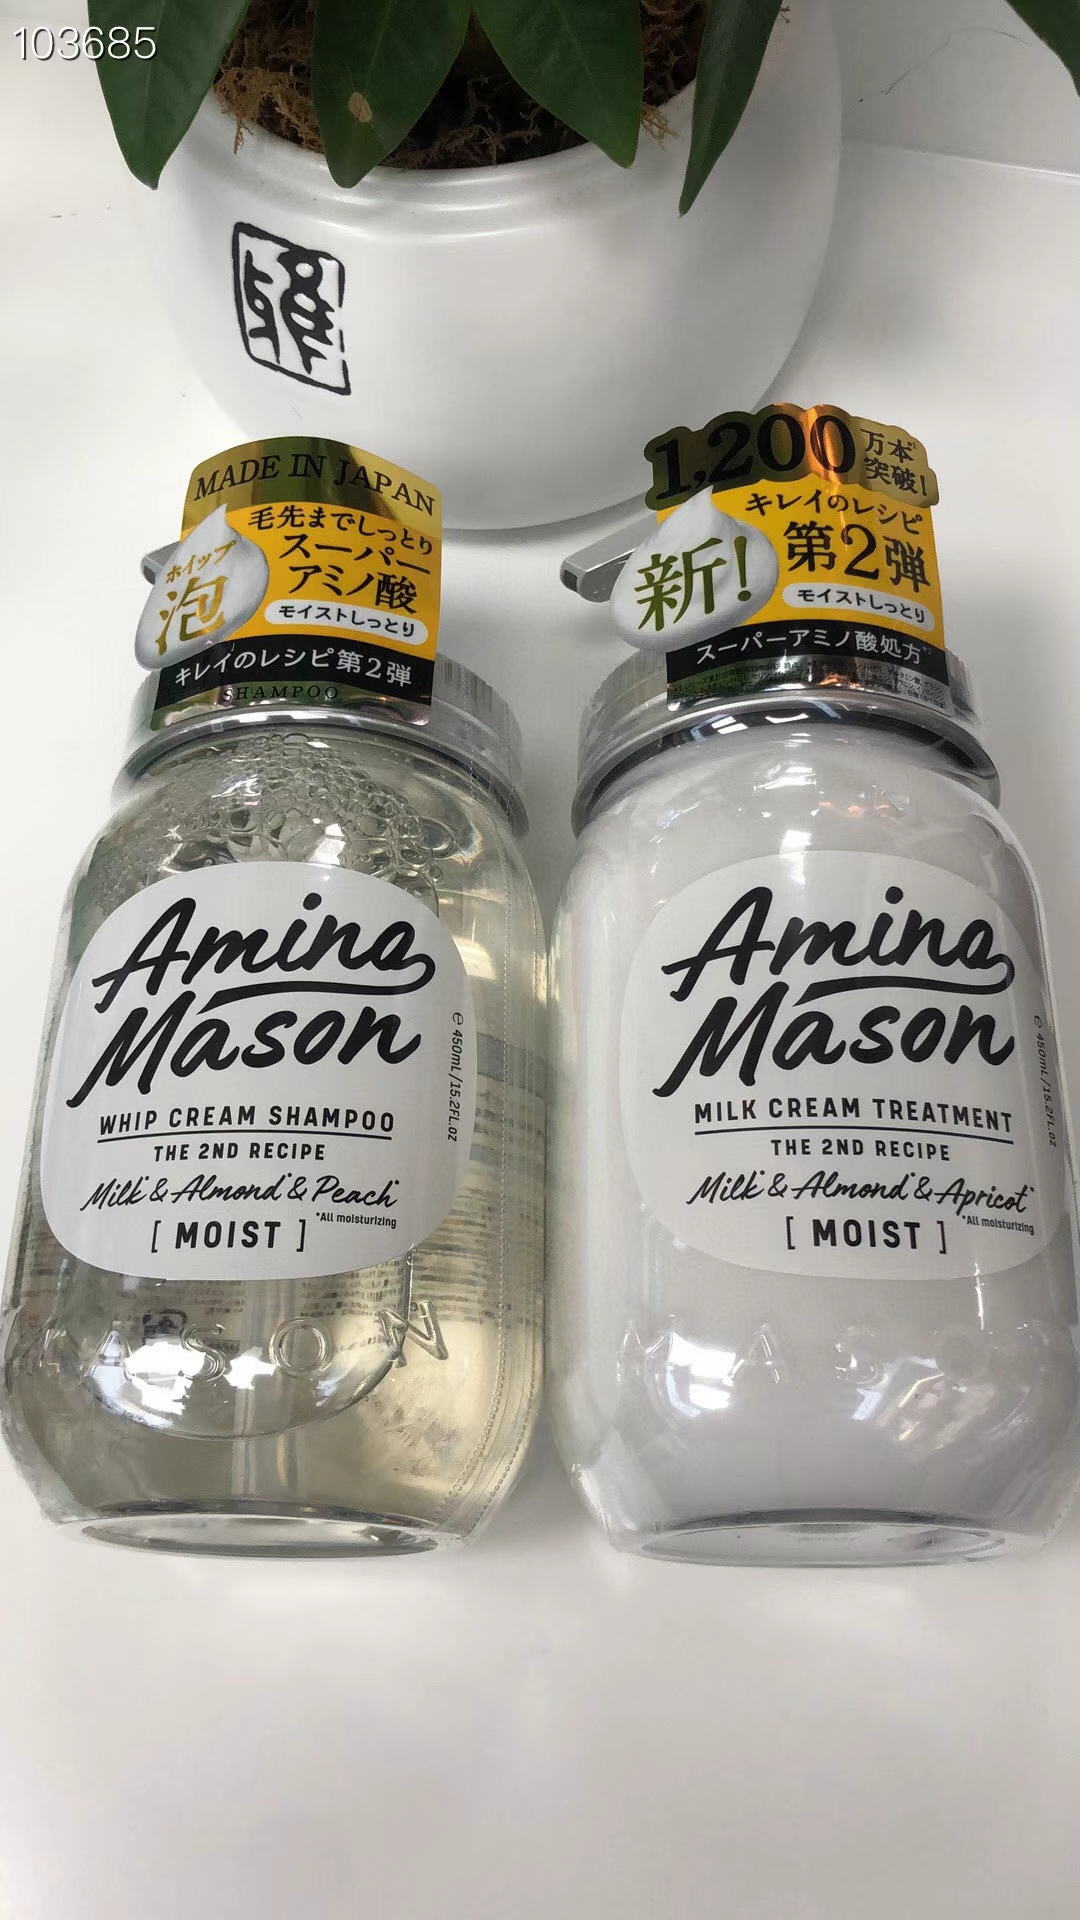 103685
MADE IN JAPAN
毛先までしっとり
スーパー
アミノ酸
ホイップ
泡
モイストしっとり
キレイのレシピ第2弾
SHAMPOO
1,200万本*1
突破!
キレイのレシピ
第2弾
新!
モイストしっとり
スーパーアミノ酸処方*2
Amino
Mason
WHIP CREAM SHAMPOO
THE 2ND RECIPE
Milk*&Almond*&Peach*
*All moisturizing
[ MOIST ]
e 450mL/15.2FL.oz
MASON
Amino
Mason
MILK CREAM TREATMENT
THE 2ND RECIPE
Milk*&Almond*&Apricot*
*All moisturizing
[ MOIST ]
e 450mL/15.2FL.oz